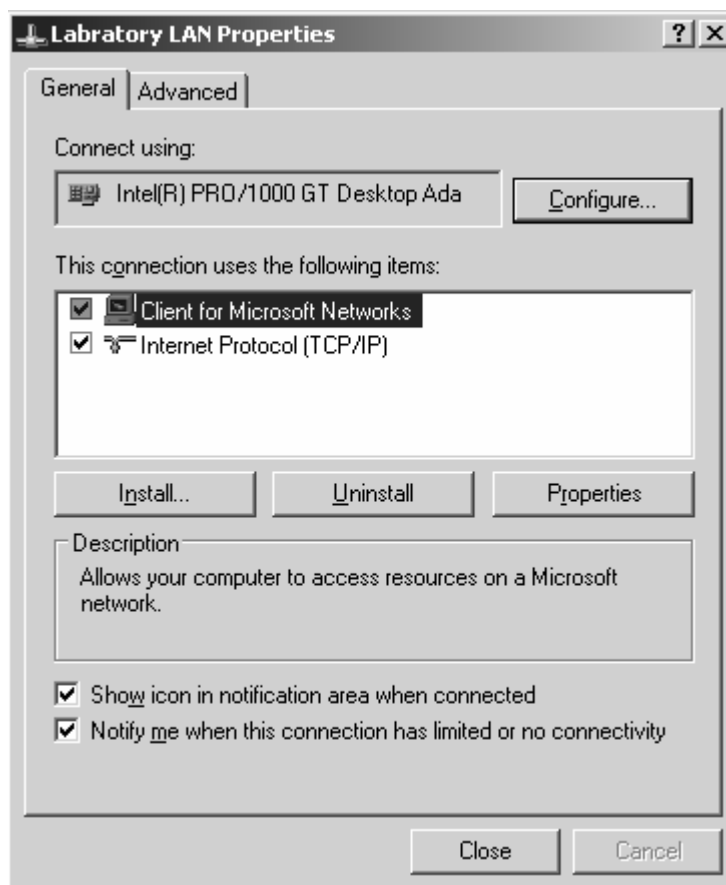 Labratory LAN Properties
General Advanced
Connect using:
Intel(R) PRO/1000 GT Desktop Ada Configure...
This connection uses the following items:
Client for Microsoft Networks
Internet Protocol (TCP/IP)
Install... Uninstall Properties
Description
Allows your computer to access resources on a Microsoft
network.
Show icon in notification area when connected
Notify me when this connection has limited or no connectivity
Close Cancel